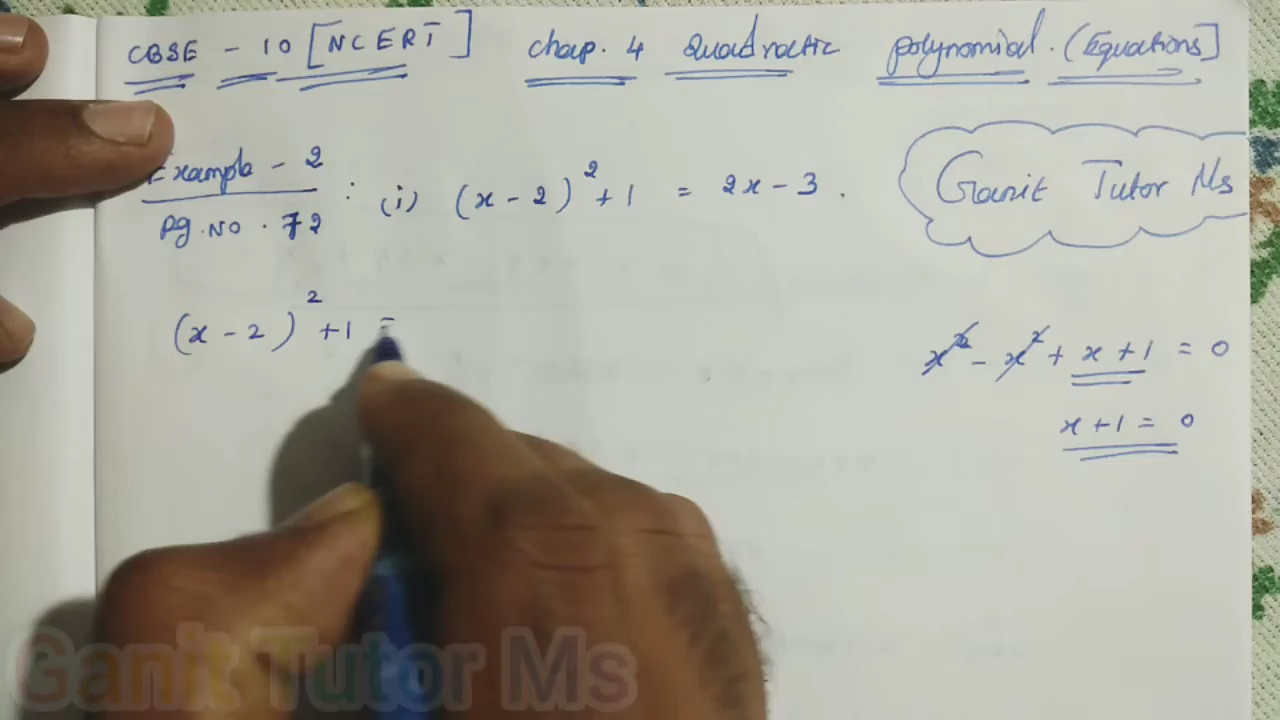 CBSE - 10 [NCERT] Chap. 4 Quadractic polynomial. (Equations]
Example - 2
Pg. No. 72 : (i) (x - 2)² + 1 = 2x - 3.
Ganit Tutor Ms
(x - 2)² + 1 =
x² - x² + x + 1 = 0
x + 1 = 0
Ganit Tutor Ms